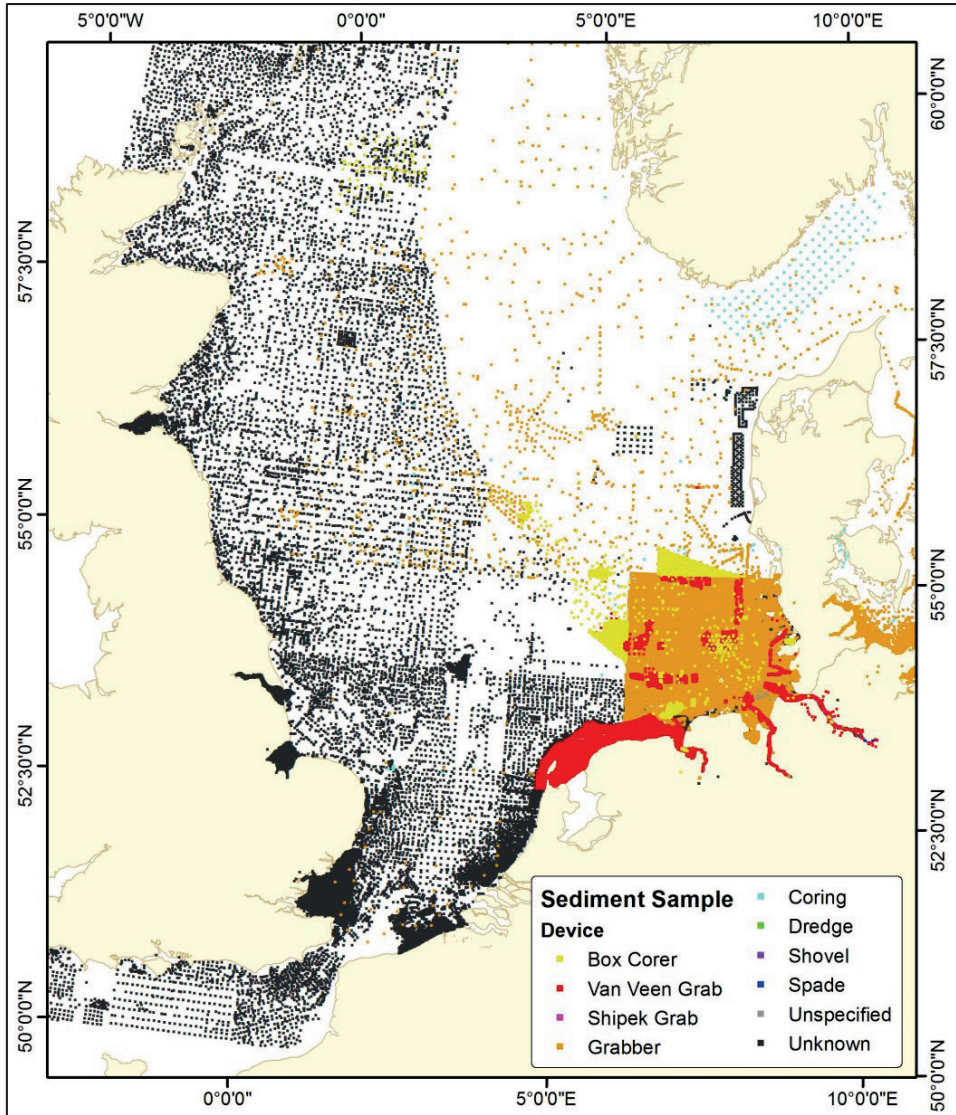 5°0'0"W 0°0'0" 5°0'0"E 10°0'0"E
60°0'0"N
57°30'0"N
57°30'0"N
55°0'0"N
55°0'0"N
52°30'0"N
52°30'0"N
50°0'0"N
50°0'0"N
Sediment Sample
Device
Box Corer
Van Veen Grab
Shipek Grab
Grabber
Coring
Dredge
Shovel
Spade
Unspecified
Unknown
0°0'0" 5°0'0"E 10°0'0"E